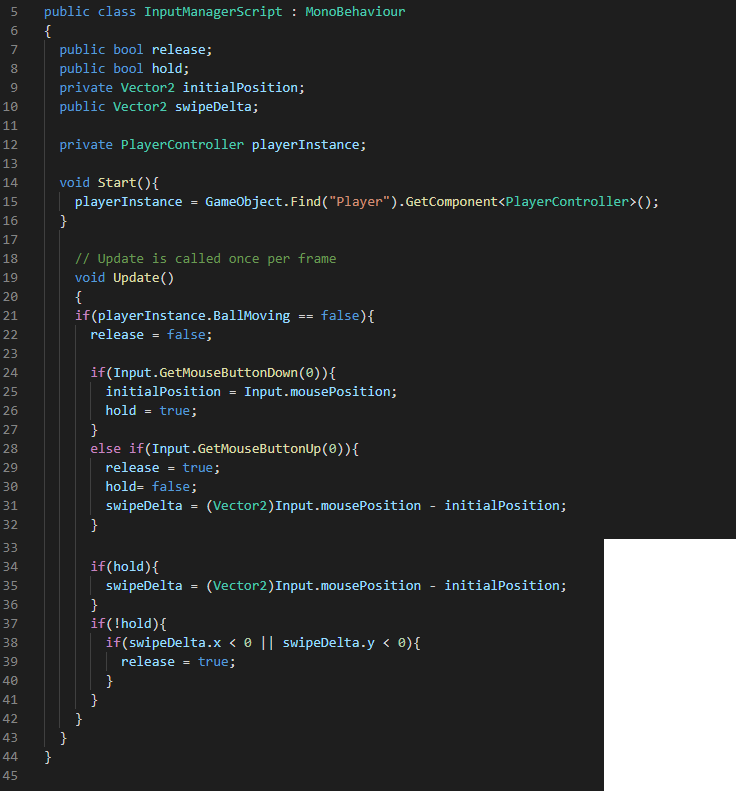 5 public class InputManagerScript : MonoBehaviour
6 {
7 public bool release;
8 public bool hold;
9 private Vector2 initialPosition;
10 public Vector2 swipeDelta;
11
12 private PlayerController playerInstance;
13
14 void Start(){
15 playerInstance = GameObject.Find("Player").GetComponent<PlayerController>();
16 }
17
18 // Update is called once per frame
19 void Update()
20 {
21 if(playerInstance.BallMoving == false){
22 release = false;
23
24 if(Input.GetMouseButtonDown(0)){
25 initialPosition = Input.mousePosition;
26 hold = true;
27 }
28 else if(Input.GetMouseButtonUp(0)){
29 release = true;
30 hold= false;
31 swipeDelta = (Vector2)Input.mousePosition - initialPosition;
32 }
33
34 if(hold){
35 swipeDelta = (Vector2)Input.mousePosition - initialPosition;
36 }
37 if(!hold){
38 if(swipeDelta.x < 0 || swipeDelta.y < 0){
39 release = true;
40 }
41 }
42 }
43 }
44 }
45